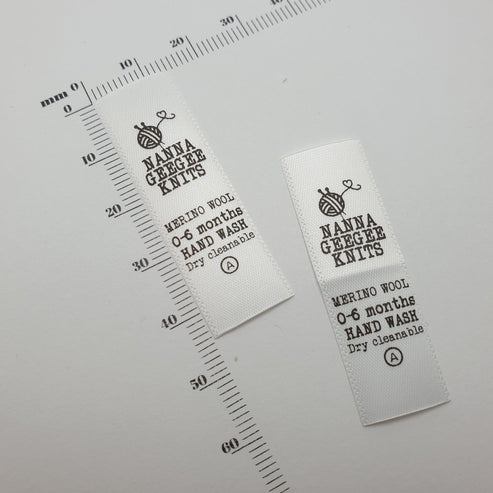 mm 0
0
10
20
30
10
20
30
40
50
60
NANNA
GEEGEE
KNITS
MERINO WOOL
0-6 months
HAND WASH
Dry cleanable
A
NANNA
GEEGEE
KNITS
MERINO WOOL
0-6 months
HAND WASH
Dry cleanable
A